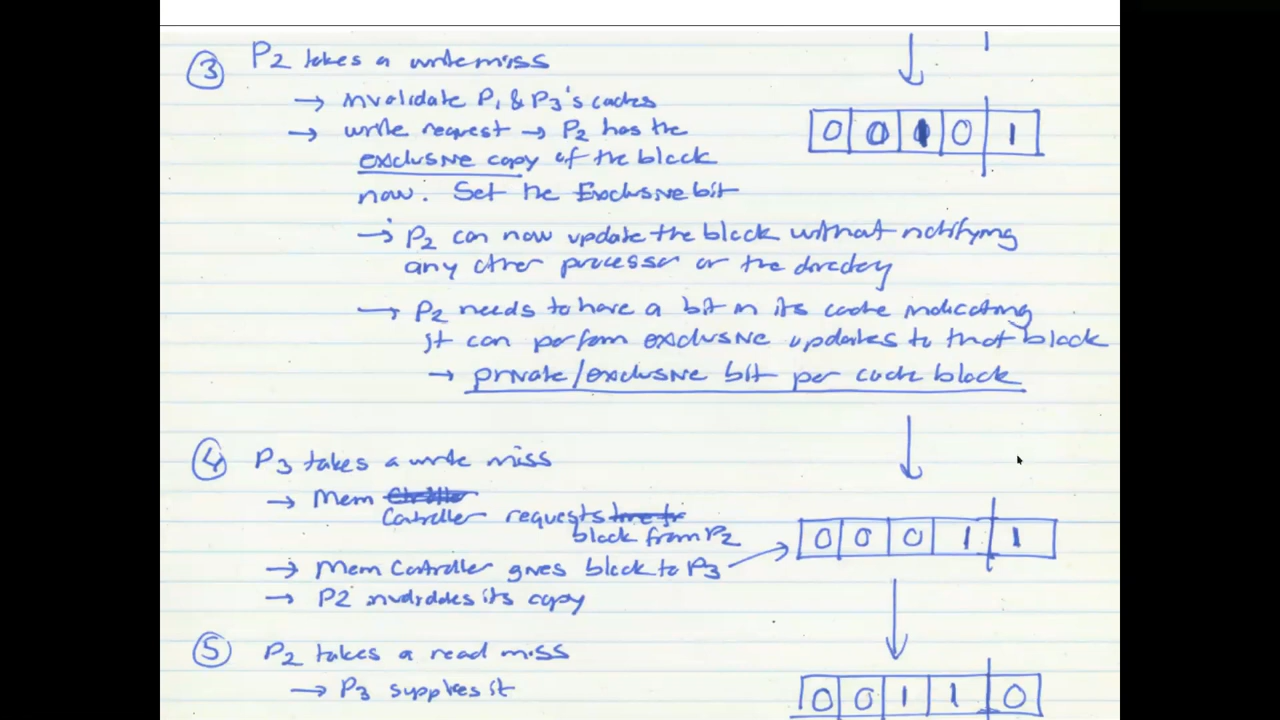 ③ P2 takes a write miss
→ invalidate P1 & P3's caches
→ write request → P2 has the
exclusive copy of the block
now. Set the Exclusive bit
0 0 1 0 1
→ P2 can now update the block without notifying
any other processor or the directory
→ P2 needs to have a bit in its cache indicating
it can perform exclusive updates to that block
→ private/exclusive bit per cache block
④ P3 takes a write miss
→ Mem
Controller requests
block from P2
→ Mem Controller gives block to P3
→ P2 invalidates its copy
0 0 0 1 1
⑤ P2 takes a read miss
→ P3 supplies it
0 0 1 1 0